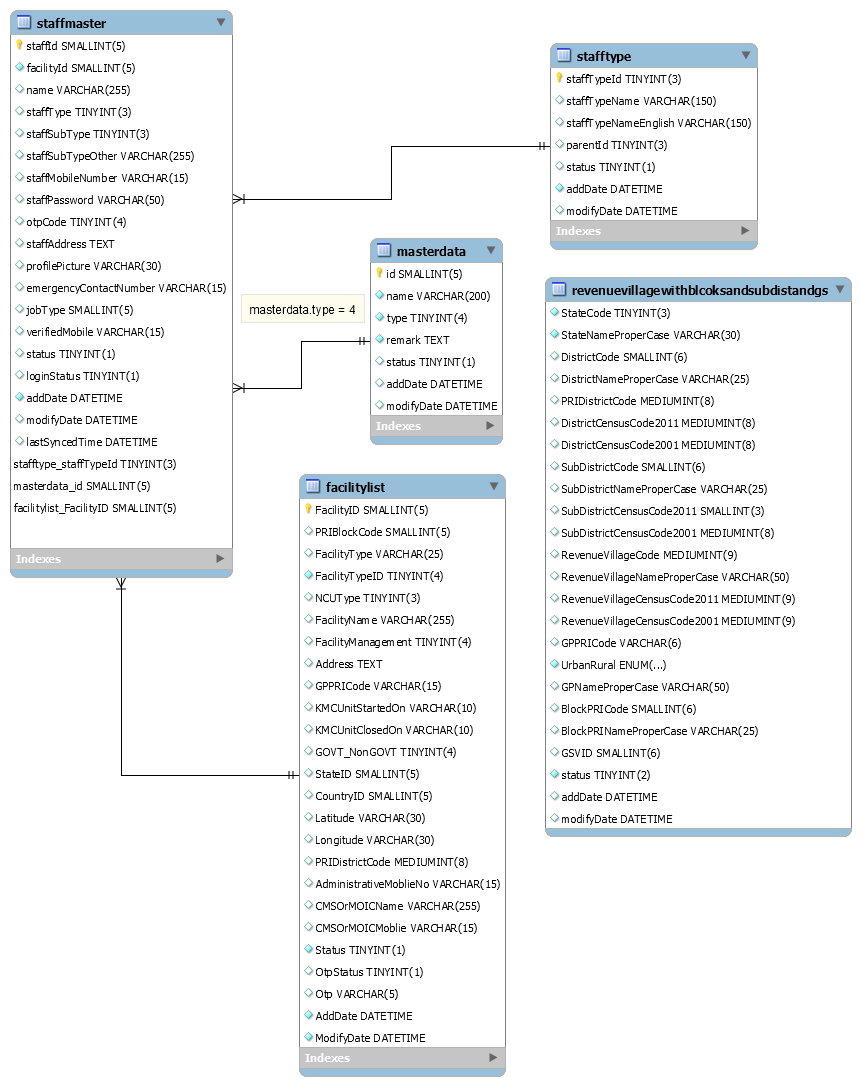 staffmaster
staffId SMALLINT(5)
facilityId SMALLINT(5)
name VARCHAR(255)
staffType TINYINT(3)
staffSubType TINYINT(3)
staffSubTypeOther VARCHAR(255)
staffMobileNumber VARCHAR(15)
staffPassword VARCHAR(50)
otpCode TINYINT(4)
staffAddress TEXT
profilePicture VARCHAR(30)
emergencyContactNumber VARCHAR(15)
jobType SMALLINT(5)
verifiedMobile VARCHAR(15)
status TINYINT(1)
loginStatus TINYINT(1)
addDate DATETIME
modifyDate DATETIME
lastSyncedTime DATETIME
stafftype_staffTypeId TINYINT(3)
masterdata_id SMALLINT(5)
facilitylist_FacilityID SMALLINT(5)
Indexes
stafftype
staffTypeId TINYINT(3)
staffTypeName VARCHAR(150)
staffTypeNameEnglish VARCHAR(150)
parentId TINYINT(3)
status TINYINT(1)
addDate DATETIME
modifyDate DATETIME
Indexes
masterdata.type = 4
masterdata
id SMALLINT(5)
name VARCHAR(200)
type TINYINT(4)
remark TEXT
status TINYINT(1)
addDate DATETIME
modifyDate DATETIME
Indexes
revenuevillagewithblcoksandsubdistandgs
StateCode TINYINT(3)
StateNameProperCase VARCHAR(30)
DistrictCode SMALLINT(6)
DistrictNameProperCase VARCHAR(25)
PRIDistrictCode MEDIUMINT(8)
DistrictCensusCode2011 MEDIUMINT(8)
DistrictCensusCode2001 MEDIUMINT(8)
SubDistrictCode SMALLINT(6)
SubDistrictNameProperCase VARCHAR(25)
SubDistrictCensusCode2011 SMALLINT(3)
SubDistrictCensusCode2001 MEDIUMINT(8)
RevenueVillageCode MEDIUMINT(9)
RevenueVillageNameProperCase VARCHAR(50)
RevenueVillageCensusCode2011 MEDIUMINT(9)
RevenueVillageCensusCode2001 MEDIUMINT(9)
GPPRICode VARCHAR(6)
UrbanRural ENUM(...)
GPNameProperCase VARCHAR(50)
BlockPRICode SMALLINT(6)
BlockPRINameProperCase VARCHAR(25)
GSVID SMALLINT(6)
status TINYINT(2)
addDate DATETIME
modifyDate DATETIME
facilitylist
FacilityID SMALLINT(5)
PRIBlockCode SMALLINT(5)
FacilityType VARCHAR(25)
FacilityTypeID TINYINT(4)
NCUType TINYINT(3)
FacilityName VARCHAR(255)
FacilityManagement TINYINT(4)
Address TEXT
GPPRICode VARCHAR(15)
KMCUnitStartedOn VARCHAR(10)
KMCUnitClosedOn VARCHAR(10)
GOVT_NonGOVT TINYINT(4)
StateID SMALLINT(5)
CountryID SMALLINT(5)
Latitude VARCHAR(30)
Longitude VARCHAR(30)
PRIDistrictCode MEDIUMINT(8)
AdministrativeMoblieNo VARCHAR(15)
CMSOrMOICName VARCHAR(255)
CMSOrMOICMoblie VARCHAR(15)
Status TINYINT(1)
OtpStatus TINYINT(1)
Otp VARCHAR(5)
AddDate DATETIME
ModifyDate DATETIME
Indexes